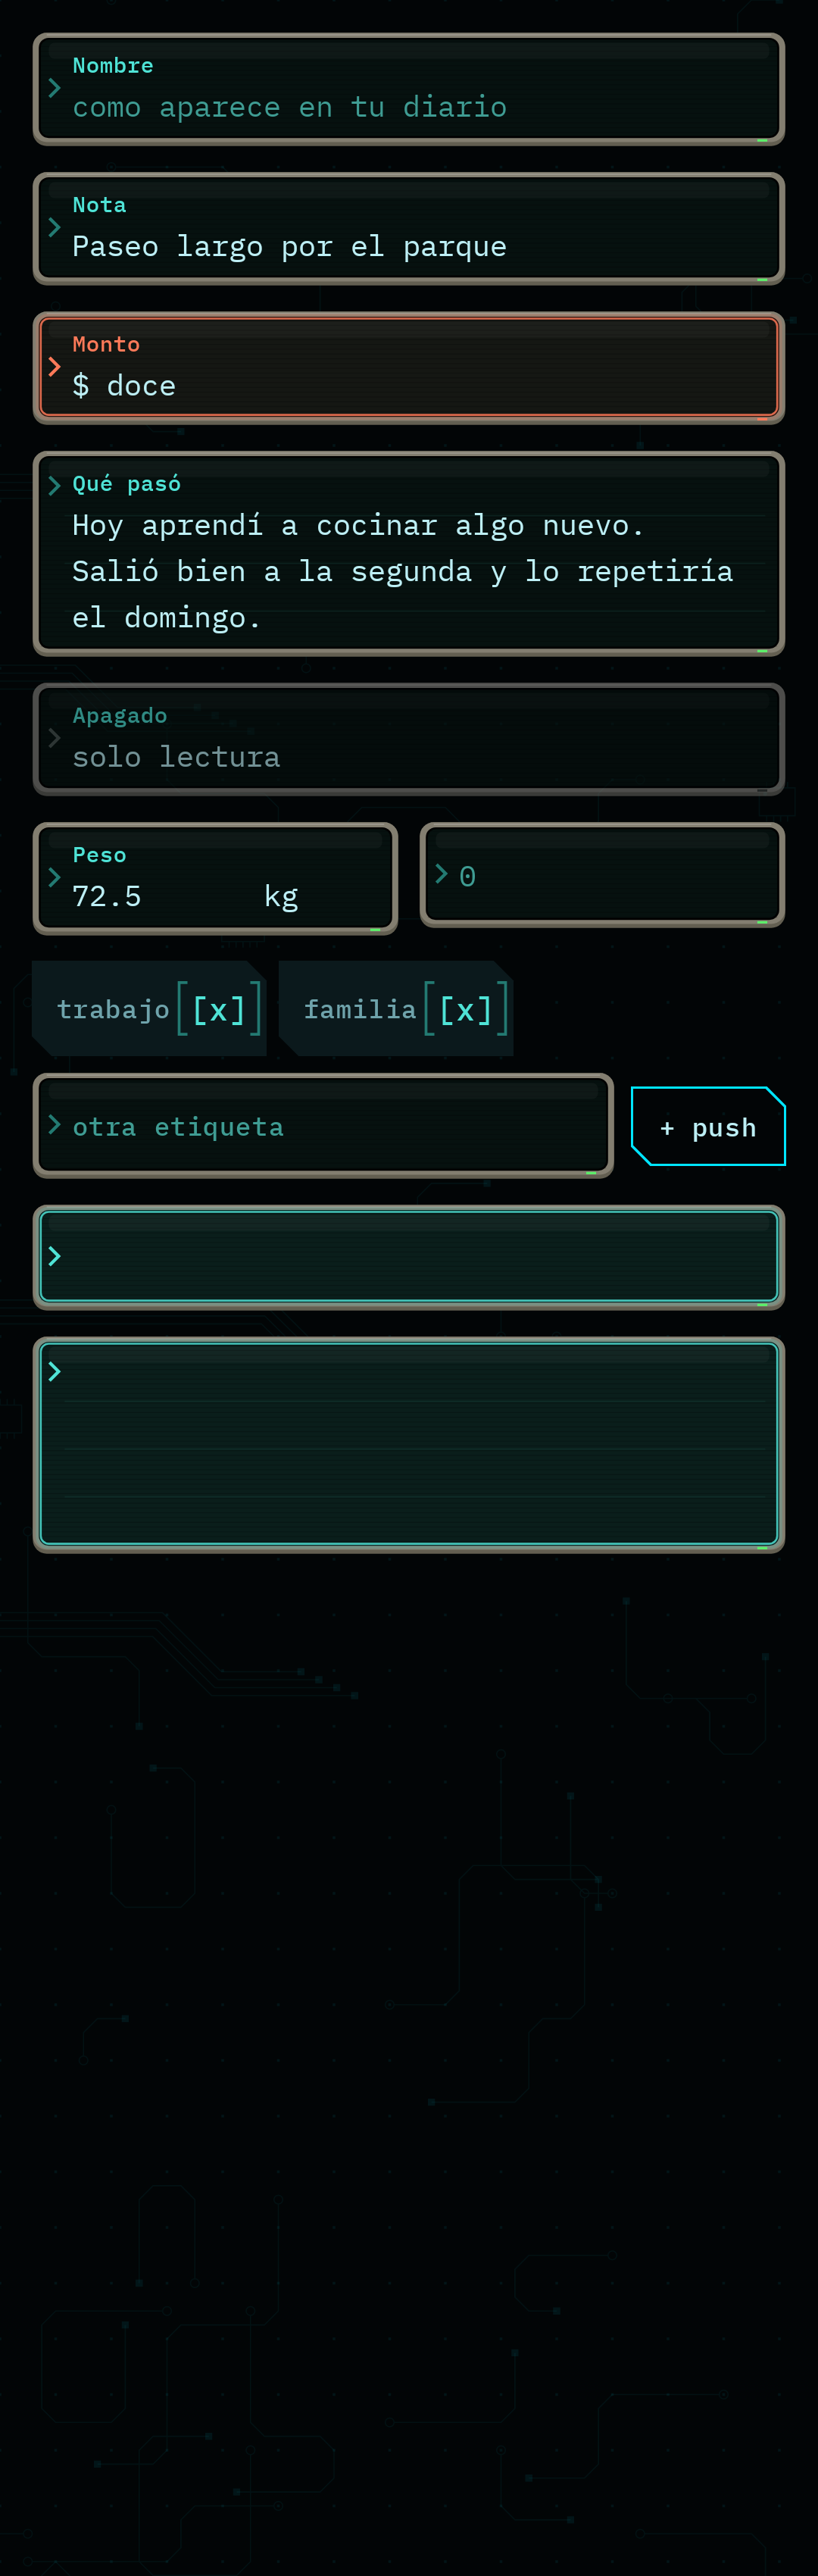 Nombre
como aparece en tu diario
Nota
Paseo largo por el parque
Monto
$ doce
Qué pasó
Hoy aprendí a cocinar algo nuevo.
Salió bien a la segunda y lo repetiría
el domingo.
Apagado
solo lectura
Peso
72.5 kg
0
trabajo [[x]] familia [[x]]
otra etiqueta
+ push